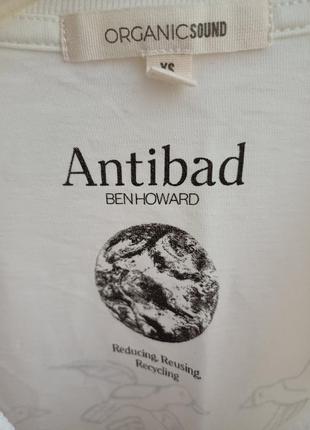 ORGANICSOUND
XS
Antibad
BEN HOWARD
Reducing, Reusing,
Recycling